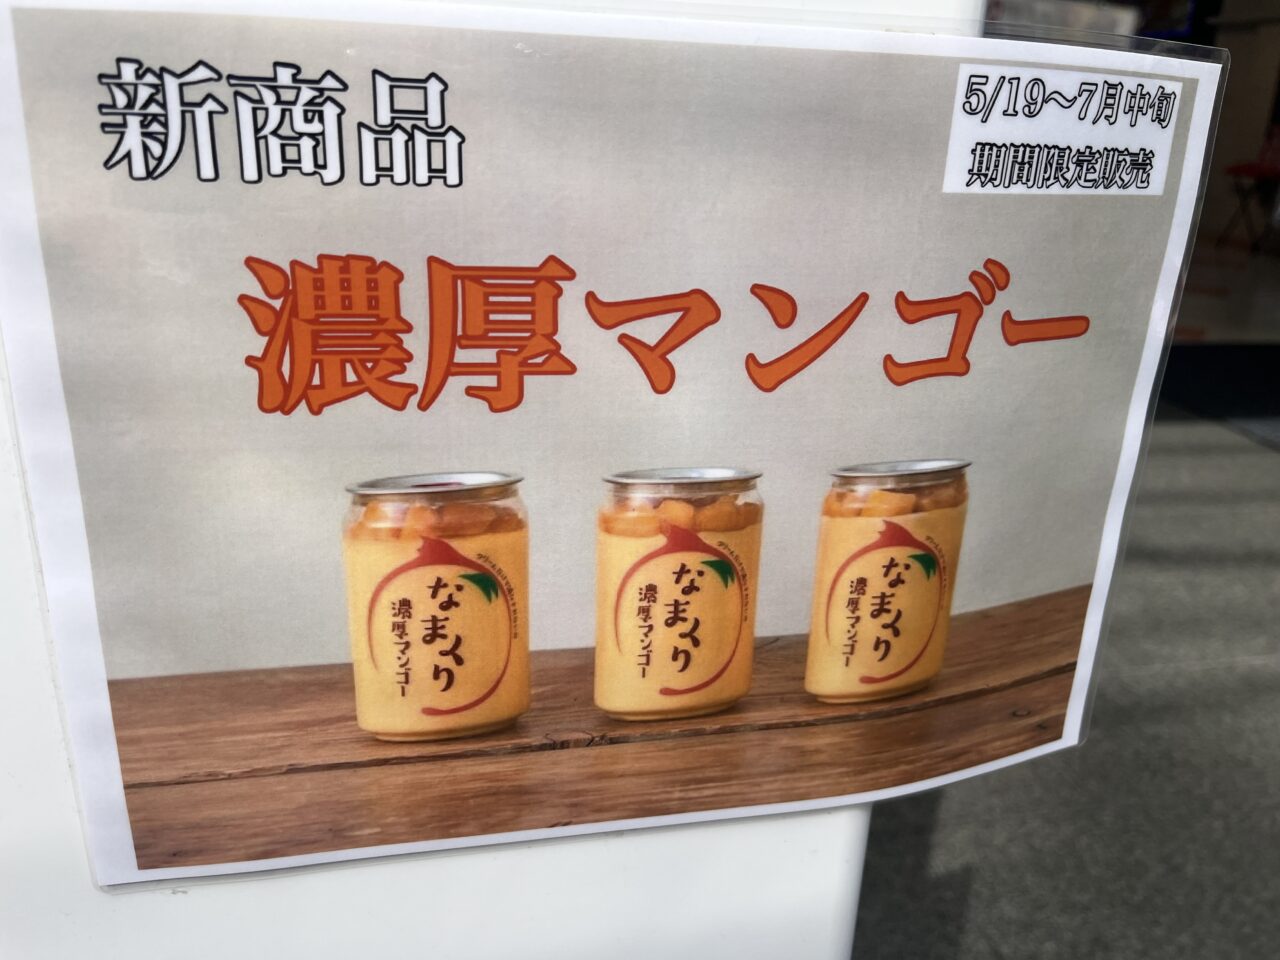 新商品
5/19～7月中旬
期間限定販売
濃厚マンゴー
なまくり
濃厚マンゴー
なまくり
濃厚マンゴー
なまくり
濃厚マンゴー